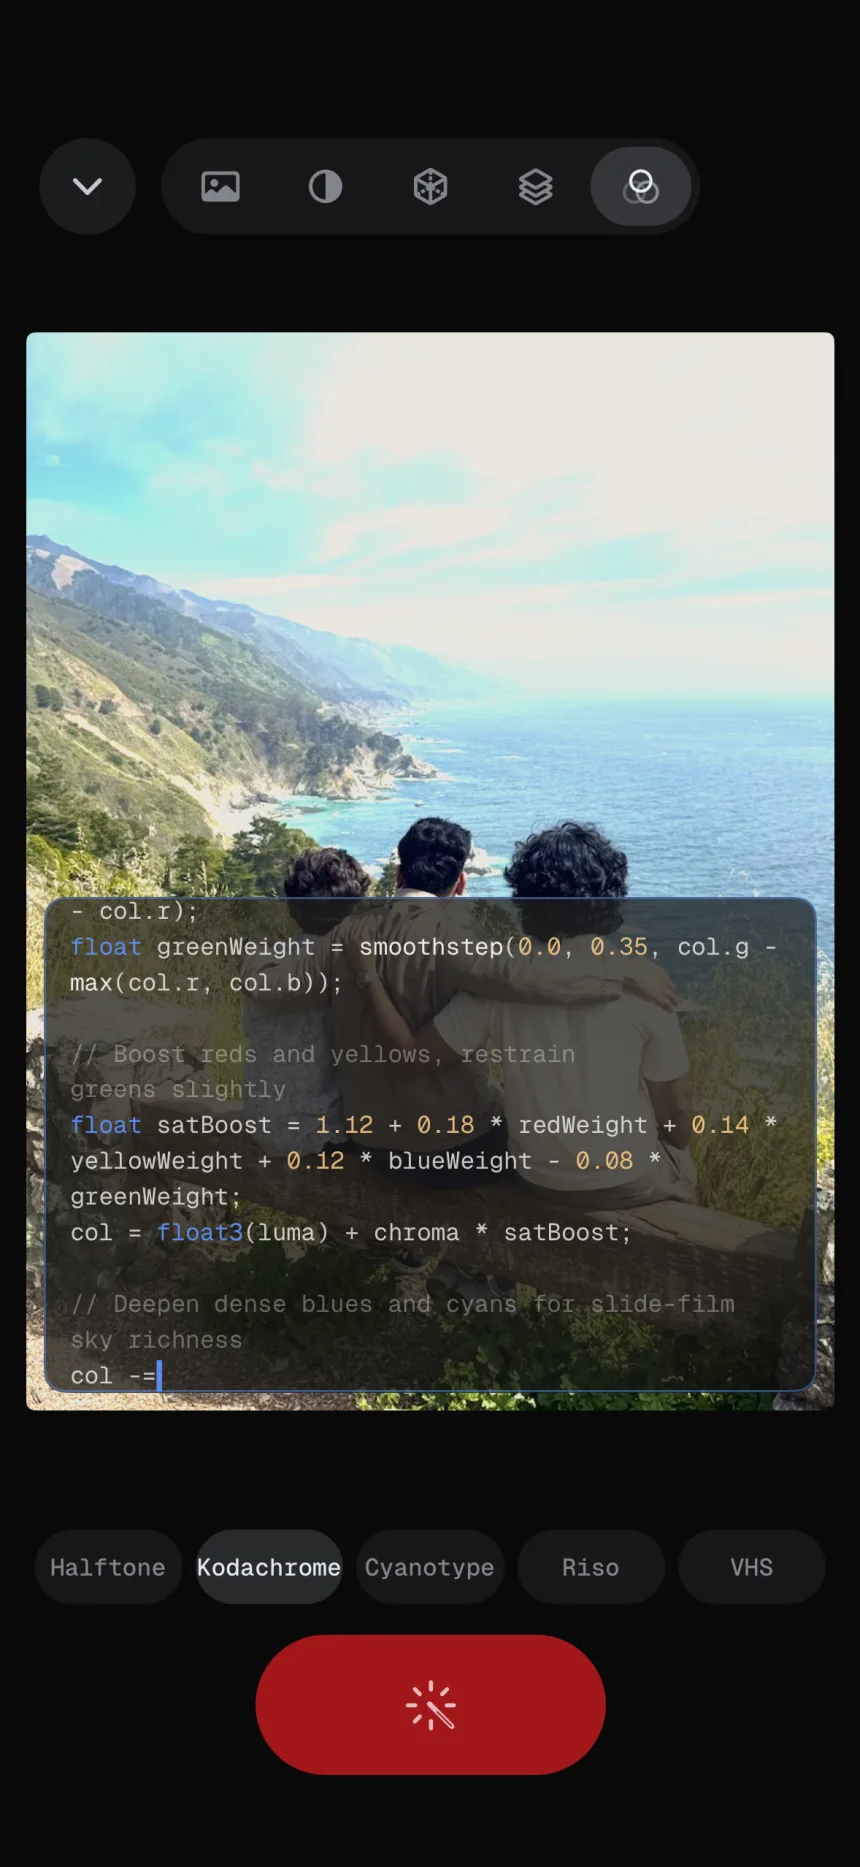 - col.r);
float greenWeight = smoothstep(0.0, 0.35, col.g -
max(col.r, col.b));
// Boost reds and yellows, restrain
greens slightly
float satBoost = 1.12 + 0.18 * redWeight + 0.14 *
yellowWeight + 0.12 * blueWeight - 0.08 *
greenWeight;
col = float3(luma) + chroma * satBoost;
// Deepen dense blues and cyans for slide-film
sky richness
col -=
Halftone Kodachrome Cyanotype Riso VHS